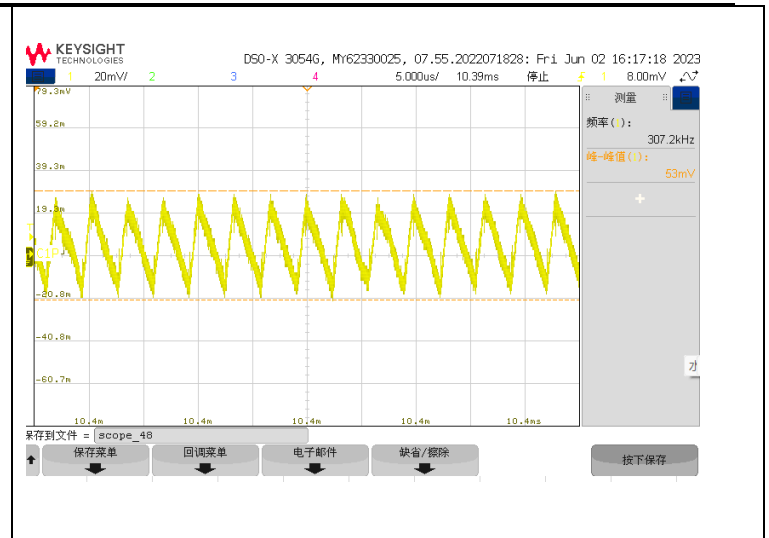 KEYSIGHT
TECHNOLOGIES
DSO-X 3054G, MY62330025, 07.55.2022071828: Fri Jun 02 16:17:18 2023
1 20mV/ 2 3 4 5.000us/ 10.39ms 停止 1 8.00mV
79.3mV
59.2m
39.3m
19.3m
-20.8m
-40.8m
-60.7m
10.4m 10.4m 10.4m 10.4m 10.4ms
测量
频率(1):
307.2kHz
峰-峰值(1):
53mV
保存到文件 = scope_48
保存菜单
回调菜单
电子邮件
缺省/擦除
按下保存